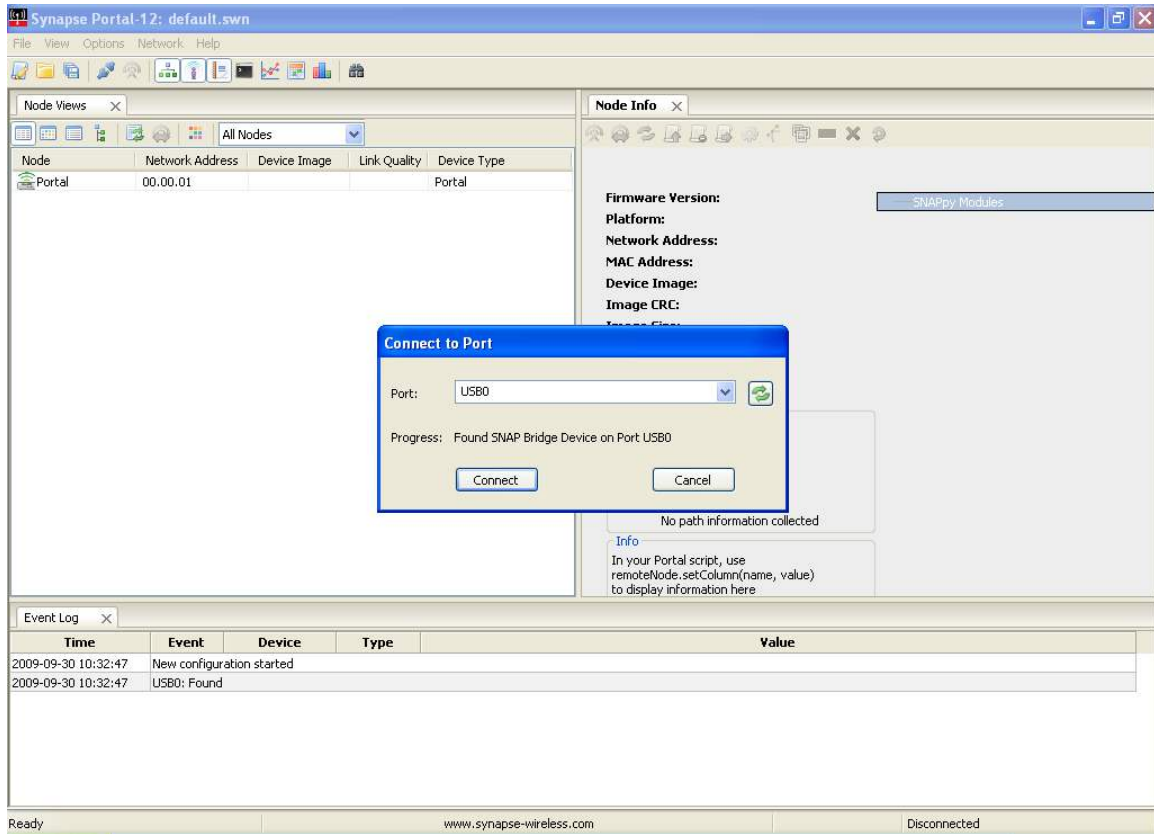 Synapse Portal-12: default.swn
File View Options Network Help
Node Views
Node Info
All Nodes
Node Network Address Device Image Link Quality Device Type
Portal 00.00.01 Portal
Firmware Version:
SNAPpy Modules
Platform:
Network Address:
MAC Address:
Device Image:
Image CRC:
Connect to Port
Port: USB0
Progress: Found SNAP Bridge Device on Port USB0
Connect Cancel
No path information collected
Info
In your Portal script, use
remoteNode.setColumn(name, value)
to display information here
Event Log
Time Event Device Type Value
2009-09-30 10:32:47 New configuration started
2009-09-30 10:32:47 USB0: Found
Ready www.synapse-wireless.com Disconnected